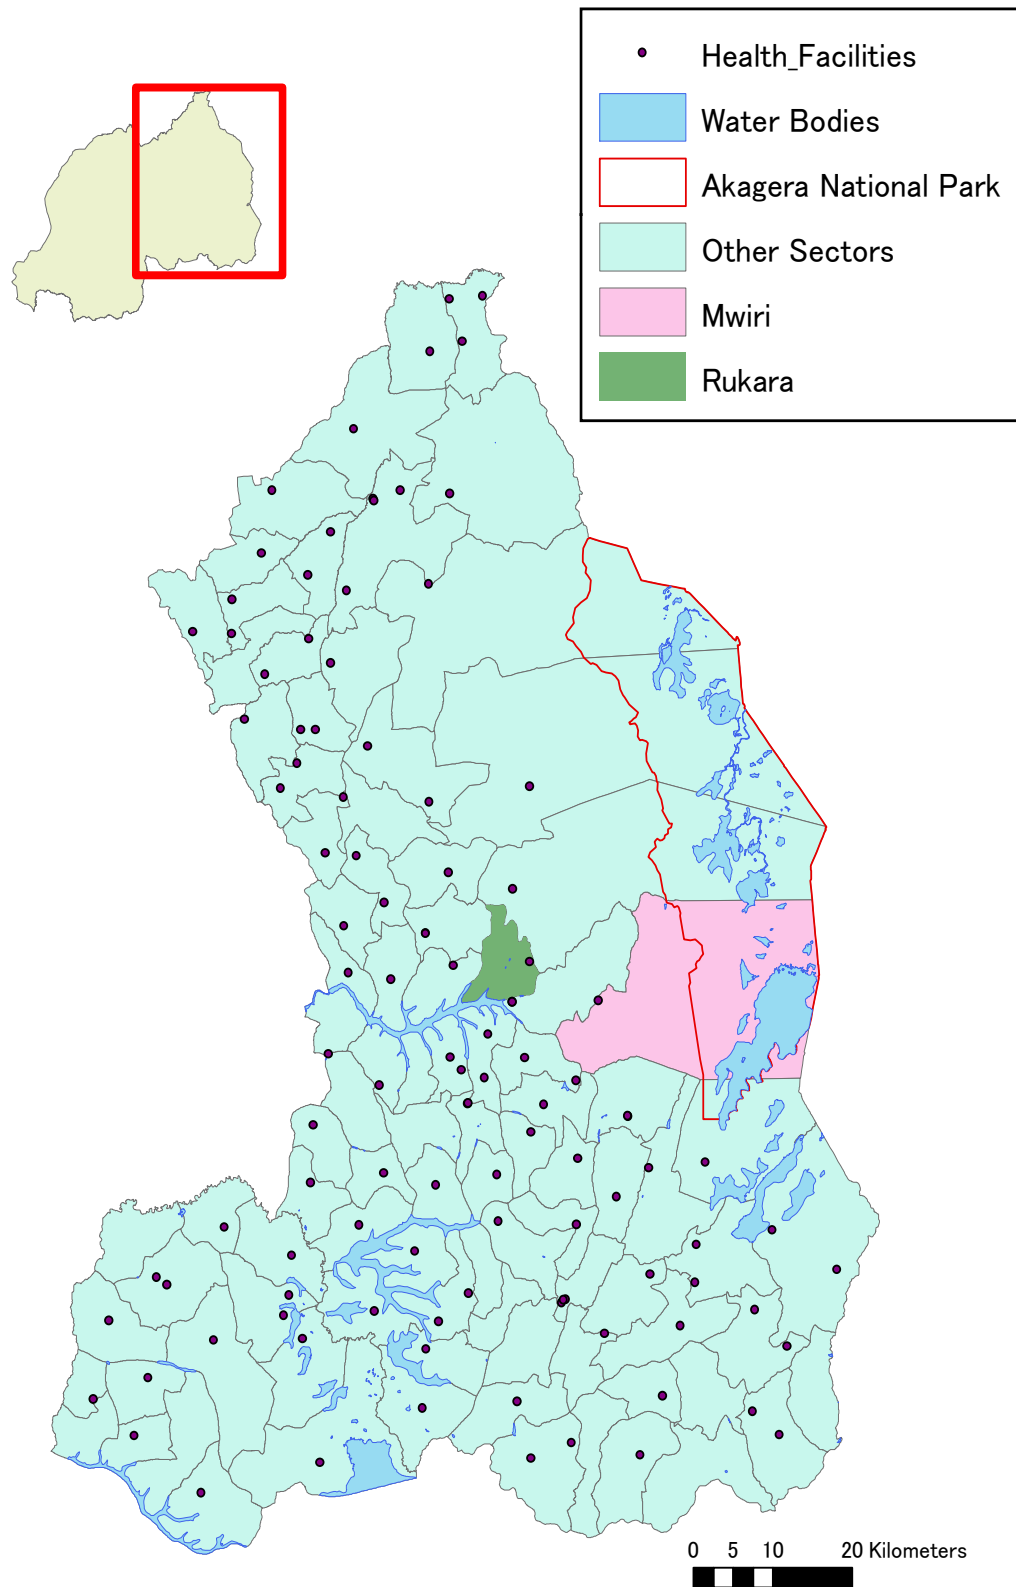 Health_Facilities
Water Bodies
Akagera National Park
Other Sectors
Mwiri
Rukara
0 5 10 20 Kilometers